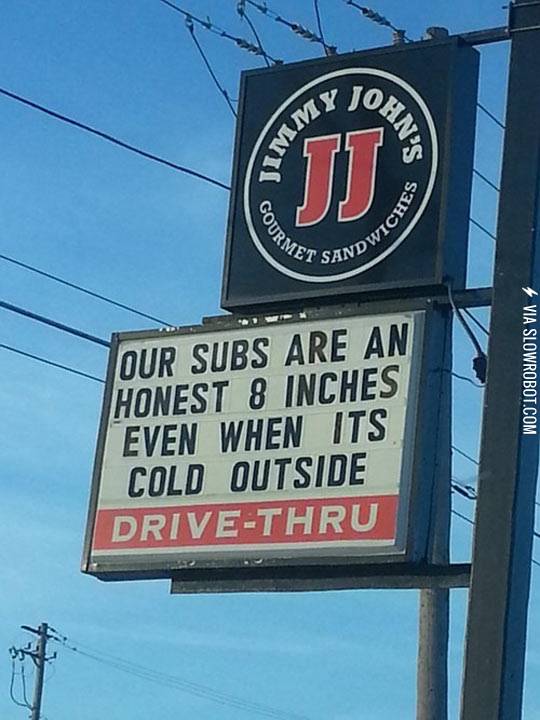 JIMMY JOHN'S
JJ
GOURMET SANDWICHES
OUR SUBS ARE AN
HONEST 8 INCHES
EVEN WHEN ITS
COLD OUTSIDE
DRIVE-THRU
VIA SLOWROBOT.COM